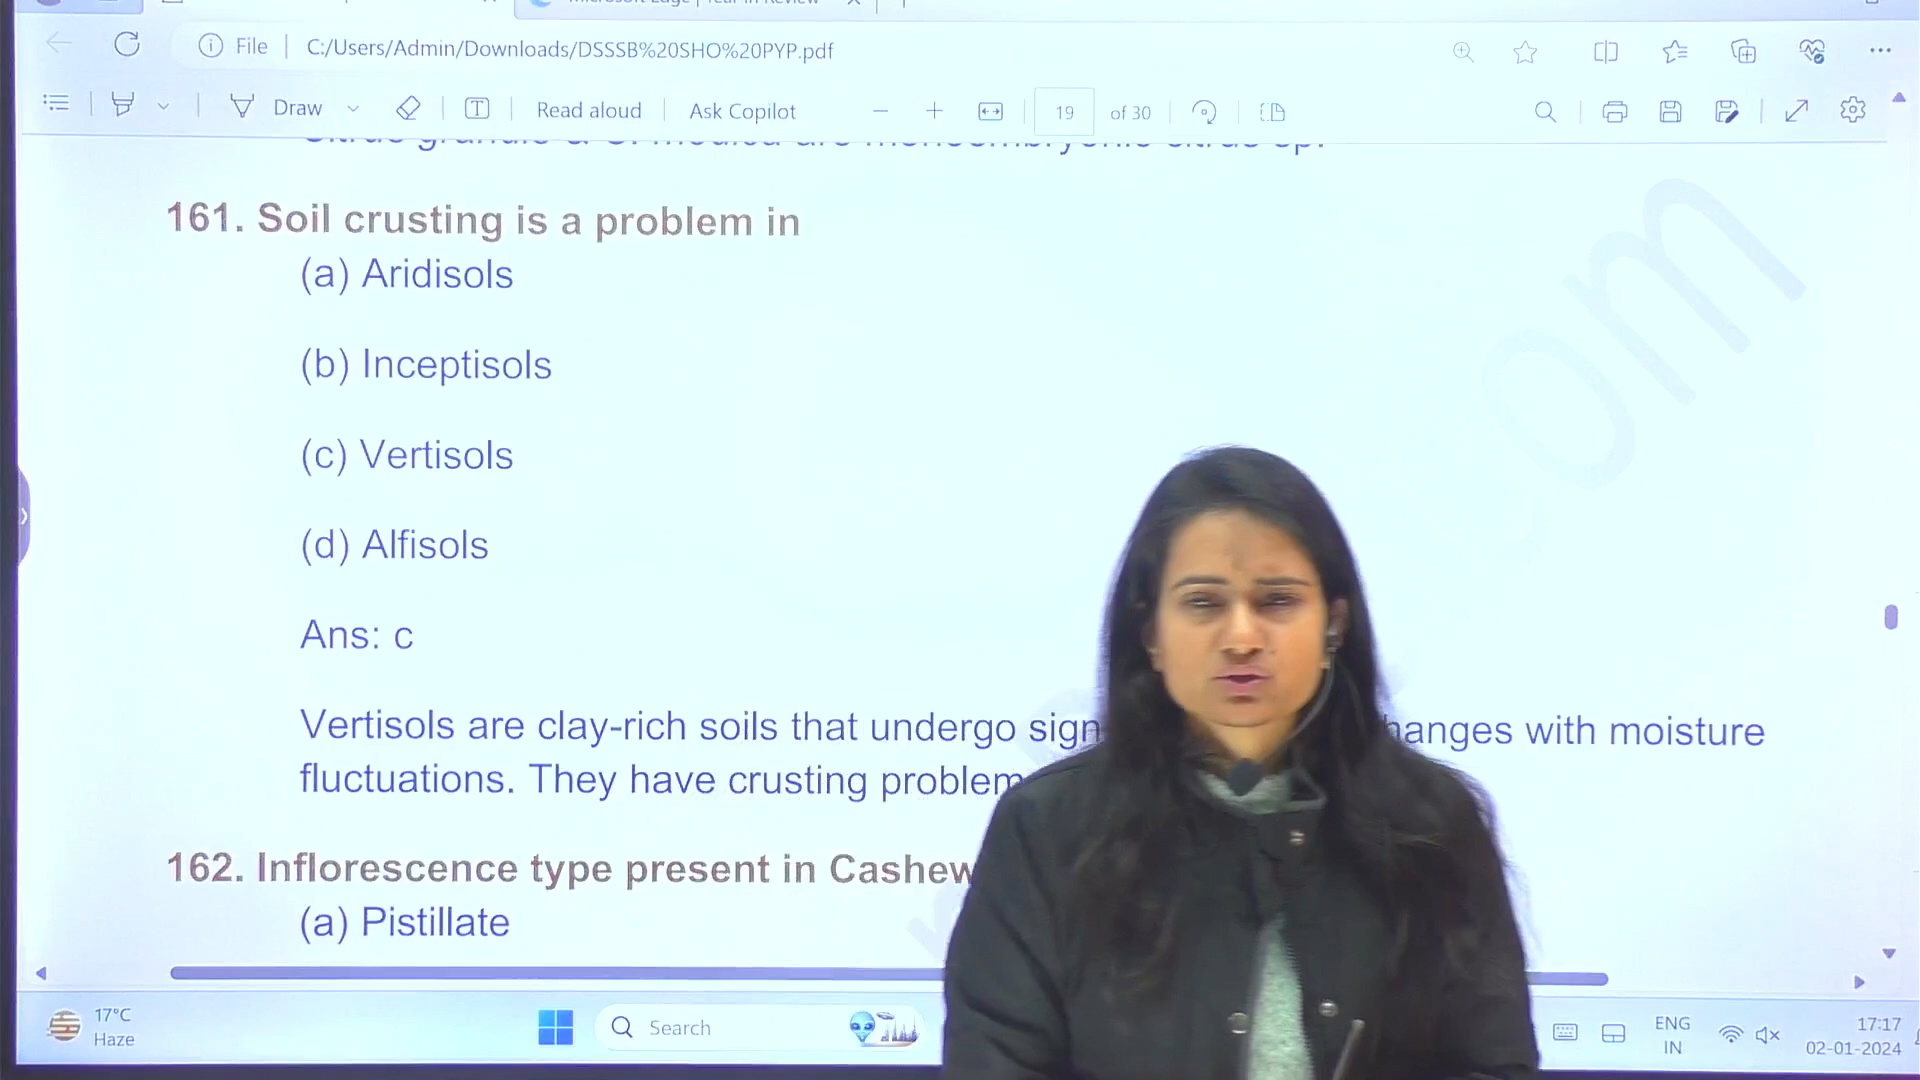 File
C:/Users/Admin/Downloads/DSSSB%20SHO%20PYP.pdf
Draw
Read aloud
Ask Copilot
19 of 30
161. Soil crusting is a problem in
(a) Aridisols
(b) Inceptisols
(c) Vertisols
(d) Alfisols
Ans: c
Vertisols are clay-rich soils that undergo moisture
fluctuations. They have crusting problem
162. Inflorescence type present in Cashew
(a) Pistillate
17°C
Haze
Search
ENG
IN
17:17
02-01-2024